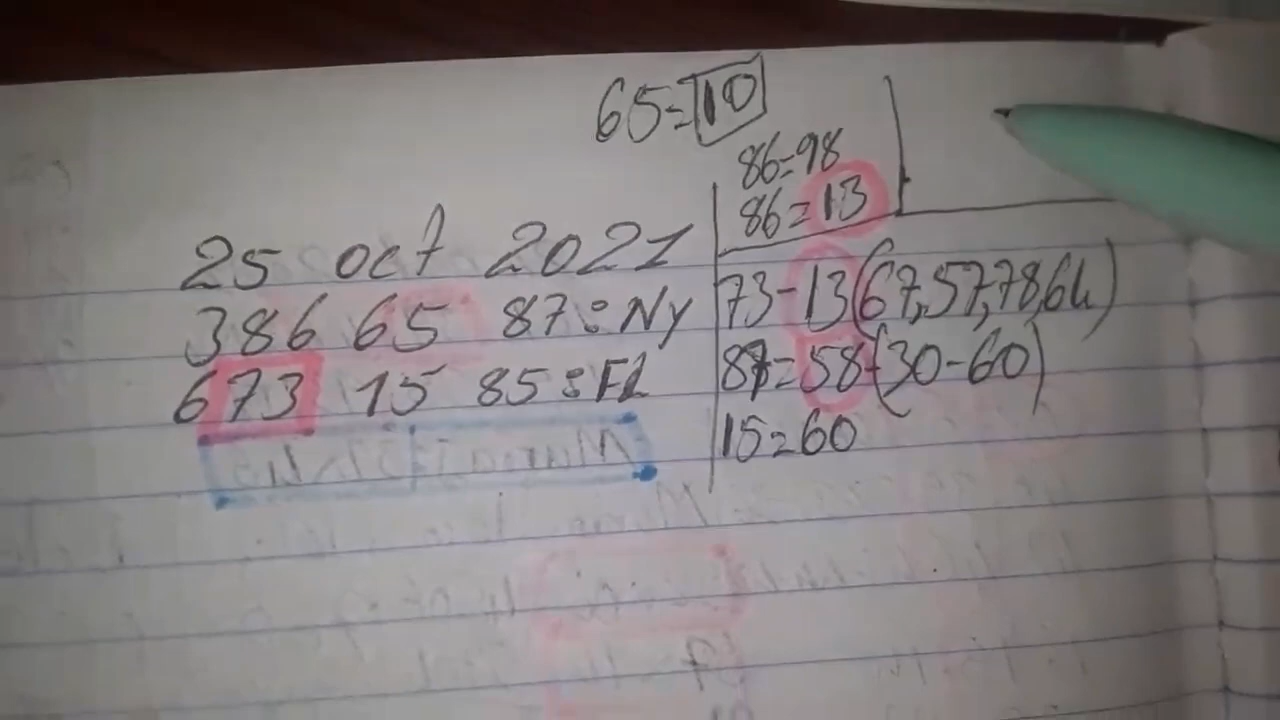 65=10
86=98
86=13
25 oct 2021
386 65 87:NY
673 15 85:FL
73-13(67,57,78,64)
87=58-(30-60)
15=60